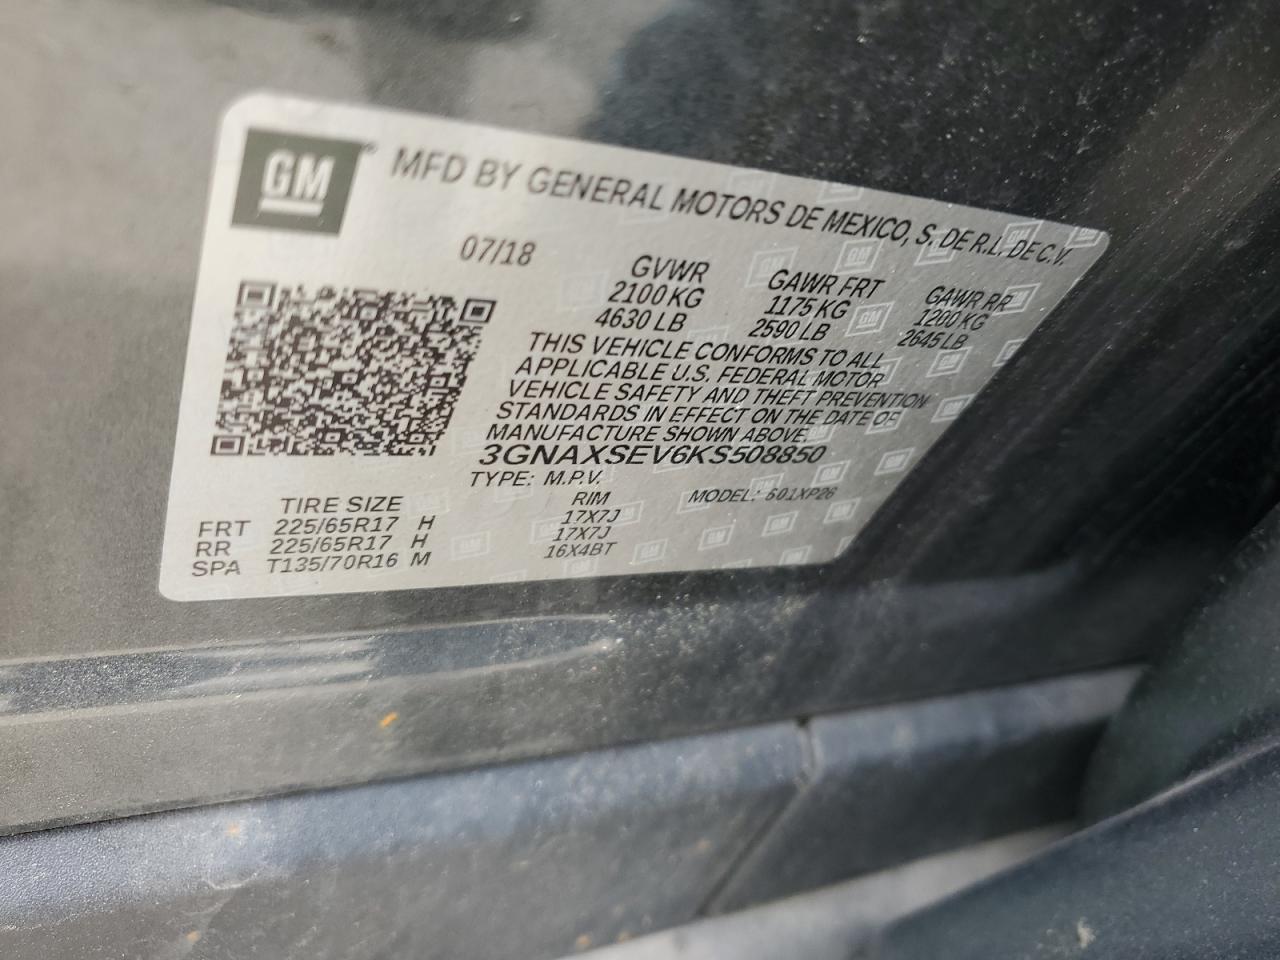 GM® MFD BY GENERAL MOTORS DE MEXICO, S. DE R.L. DE C.V.
07/18
GVWR GAWR FRT GAWR RR
2100 KG 1175 KG 1200 KG
4630 LB 2590 LB 2645 LB
THIS VEHICLE CONFORMS TO ALL
APPLICABLE U.S. FEDERAL MOTOR
VEHICLE SAFETY AND THEFT PREVENTION
STANDARDS IN EFFECT ON THE DATE OF
MANUFACTURE SHOWN ABOVE.
3GNAXSEV6KS508850
TYPE: M.P.V. MODEL: 601XP26
TIRE SIZE RIM
FRT 225/65R17 H 17X7J
RR 225/65R17 H 17X7J
SPA T135/70R16 M 16X4BT